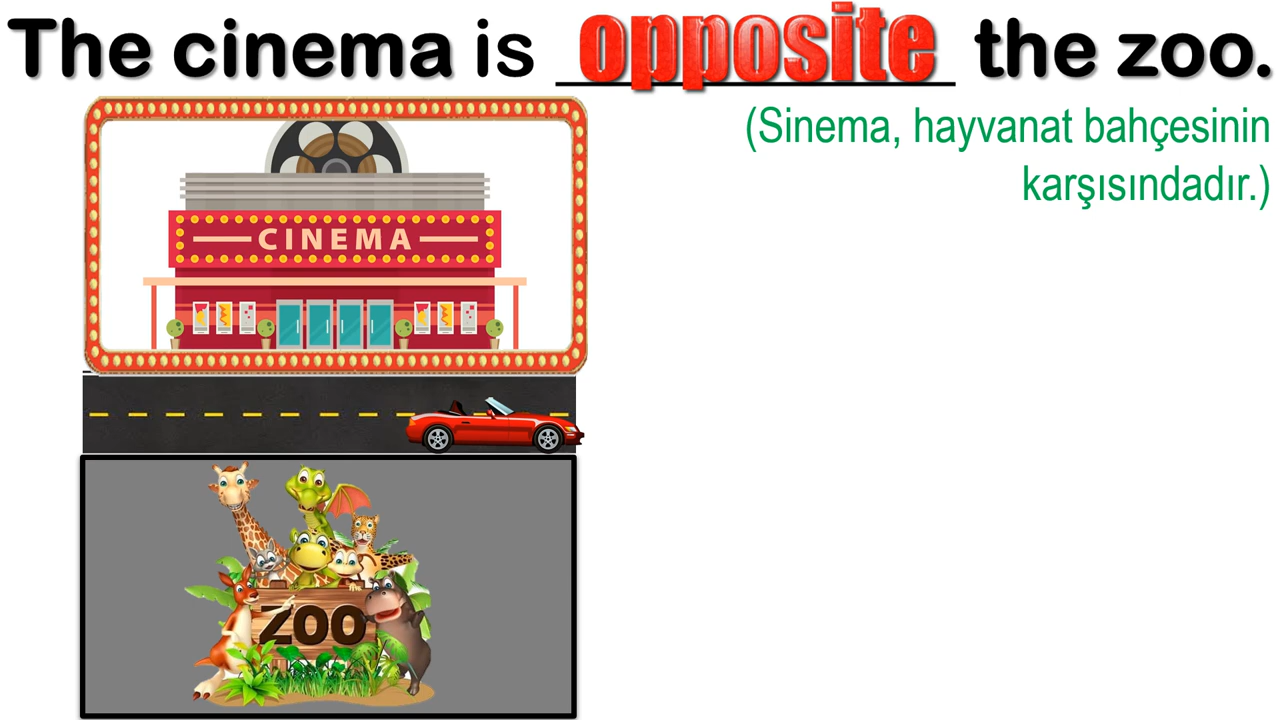 The cinema is opposite the zoo.
(Sinema, hayvanat bahçesinin
karşısındadır.)
CINEMA
ZOO